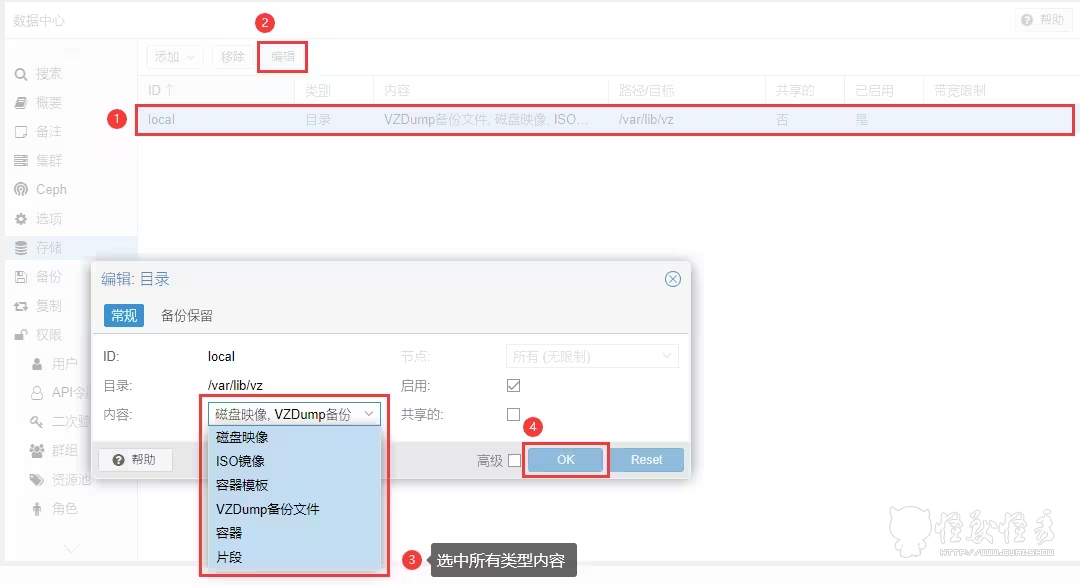 数据中心
帮助
2
添加 移除 编辑
搜索
ID ↑ 类别 内容 路径/目标 共享的 已启用 带宽限制
概要
1
local 目录 VZDump备份文件, 磁盘映像, ISO... /var/lib/vz 否 是
备注
集群
Ceph
选项
存储
备份
复制
权限
用户
API令
二次验
群组
资源池
角色
编辑: 目录
常规 备份保留
ID: local 节点: 所有 (无限制)
目录: /var/lib/vz 启用:
内容: 磁盘映像, VZDump备份 共享的:
磁盘映像
ISO镜像
容器模板
VZDump备份文件
容器
片段
4
帮助 高级 OK Reset
3 选中所有类型内容
怪兽怪秀
HTTP://WWW.GUAI.SHOW